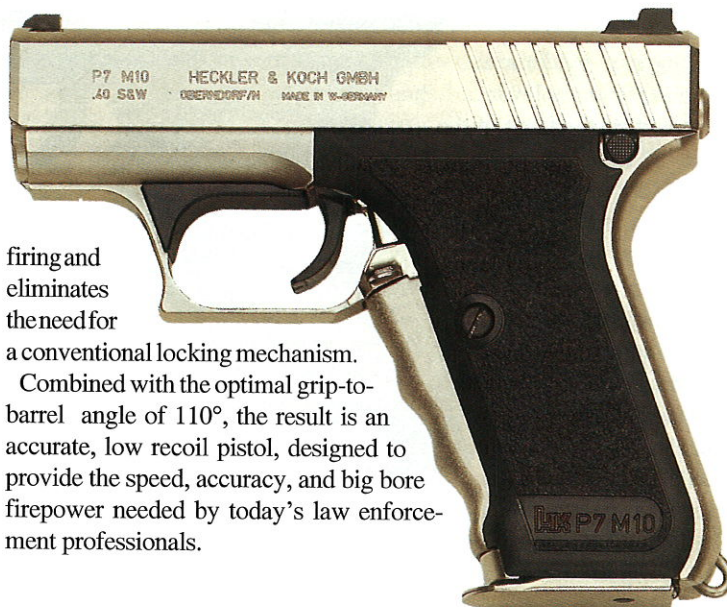 P7 M10 HECKLER & KOCH GMBH
.40 S&W OBERNDORF/N MADE IN W-GERMANY
firing and
eliminates
the need for
a conventional locking mechanism.
Combined with the optimal grip-to-
barrel angle of 110°, the result is an
accurate, low recoil pistol, designed to
provide the speed, accuracy, and big bore
firepower needed by today's law enforce-
ment professionals.
HK P7 M10